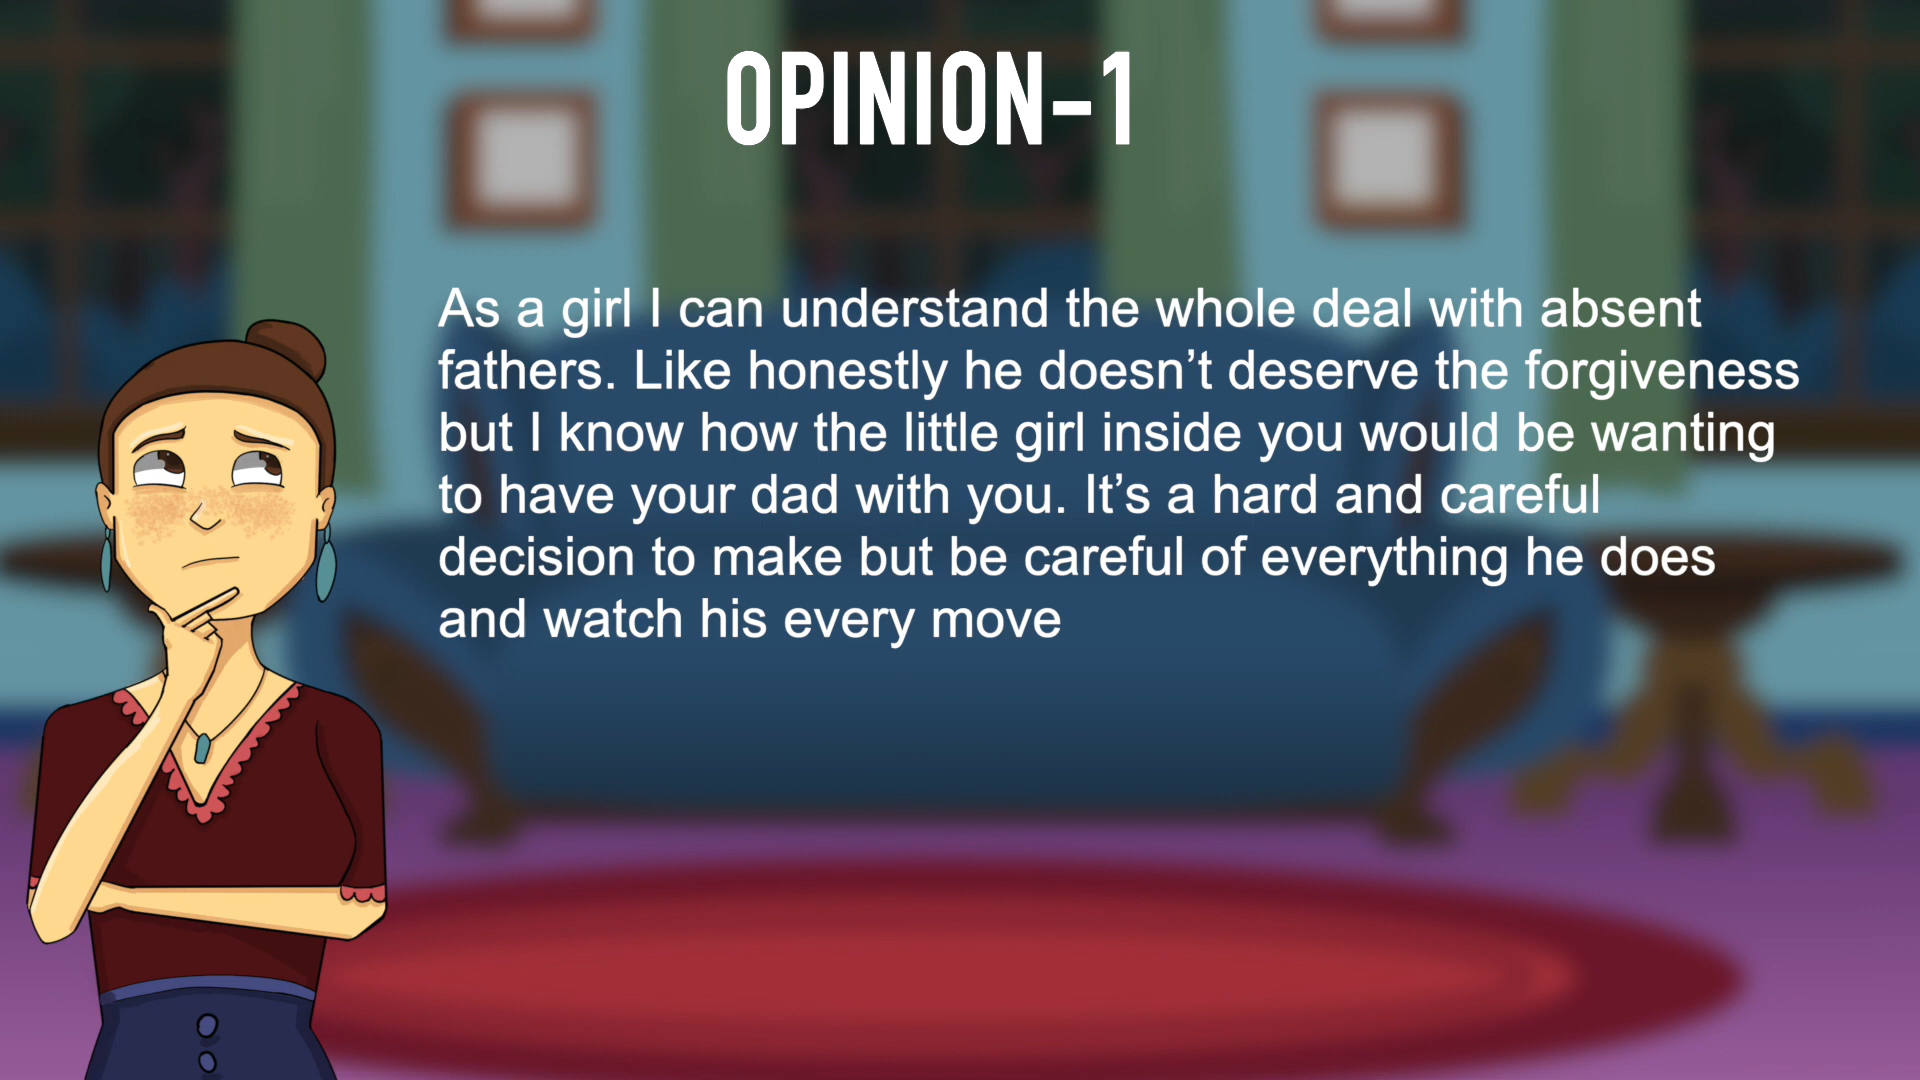 OPINION-1
As a girl I can understand the whole deal with absent
fathers. Like honestly he doesn’t deserve the forgiveness
but I know how the little girl inside you would be wanting
to have your dad with you. It’s a hard and careful
decision to make but be careful of everything he does
and watch his every move